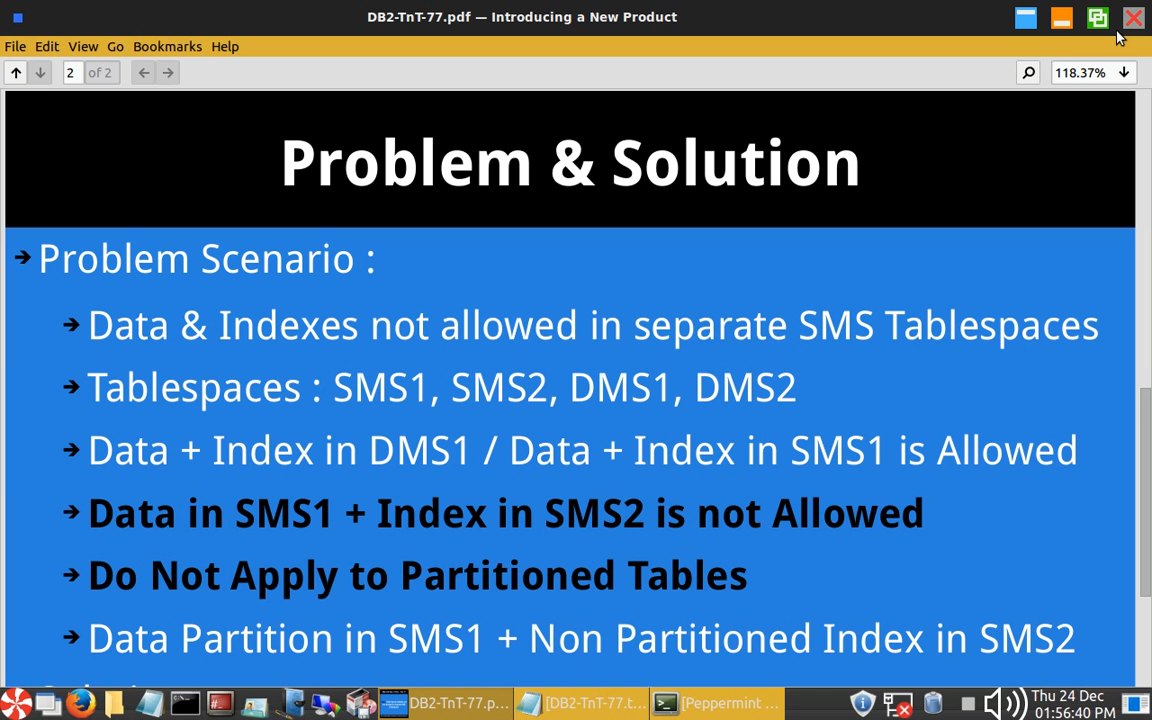 DB2-TnT-77.pdf — Introducing a New Product
File Edit View Go Bookmarks Help
2 of 2 118.37%
Problem & Solution
Problem Scenario :
Data & Indexes not allowed in separate SMS Tablespaces
Tablespaces : SMS1, SMS2, DMS1, DMS2
Data + Index in DMS1 / Data + Index in SMS1 is Allowed
Data in SMS1 + Index in SMS2 is not Allowed
Do Not Apply to Partitioned Tables
Data Partition in SMS1 + Non Partitioned Index in SMS2
DB2-TnT-77.p... [DB2-TnT-77.t... [Peppermint ...
Thu 24 Dec
01:56:40 PM